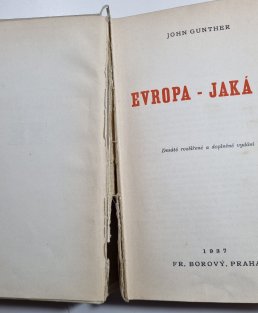 JOHN GUNTHER
EVROPA - JAKÁ
Desáté rozšířené a doplněné vydání
1937
FR. BOROVÝ, PRAHA